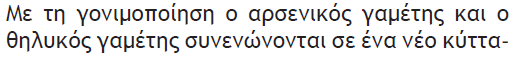 Με τη γονιμοποίηση ο αρσενικός γαμέτης και ο
θηλυκός γαμέτης συνενώνονται σε ένα νέο κύττα-